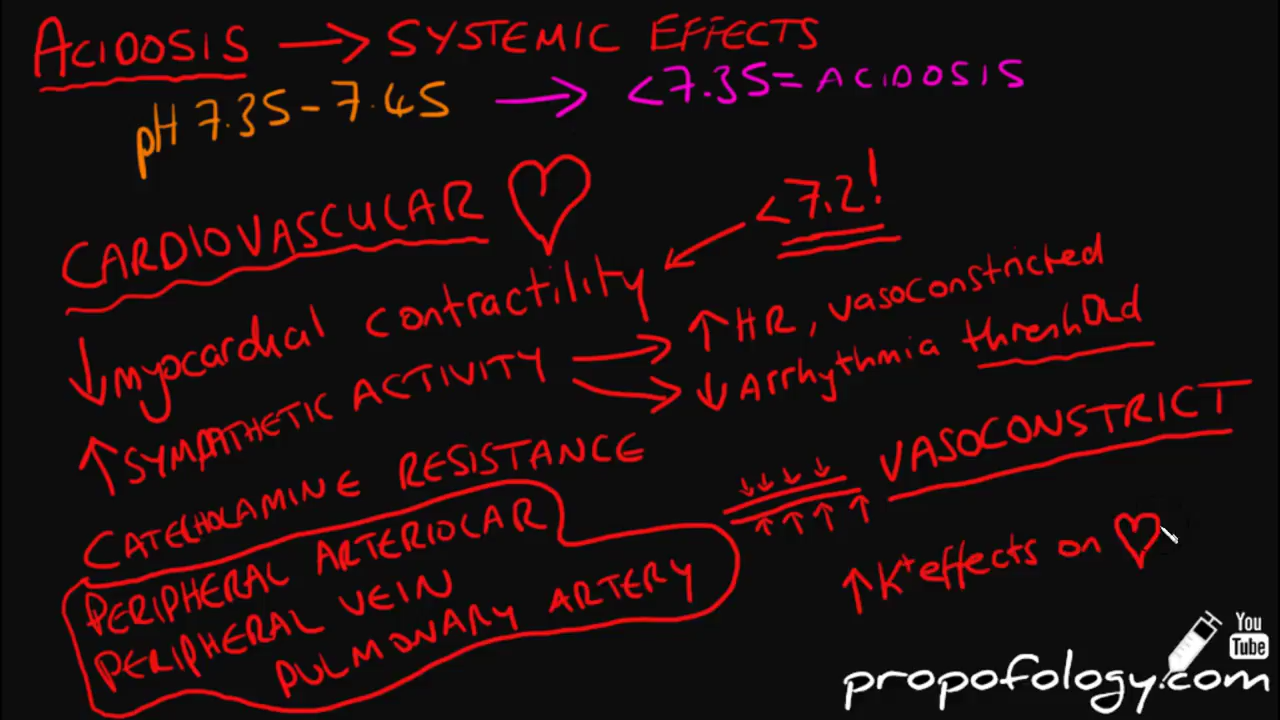 ACIDOSIS → SYSTEMIC EFFECTS
pH 7.35 - 7.45 → <7.35 = ACIDOSIS
CARDIOVASCULAR
<7.2!
↓ myocardial contractility
↑ SYMPATHETIC ACTIVITY
↑ HR, vasoconstricted
↓ Arrhythmia threshOld
CATECHOLAMINE RESISTANCE
PERIPHERAL ARTERIOLAR
PERIPHERAL VEIN
PULMONARY ARTERY
VASOCONSTRICT
↑ K+ effects on
You
Tube
propofology.com